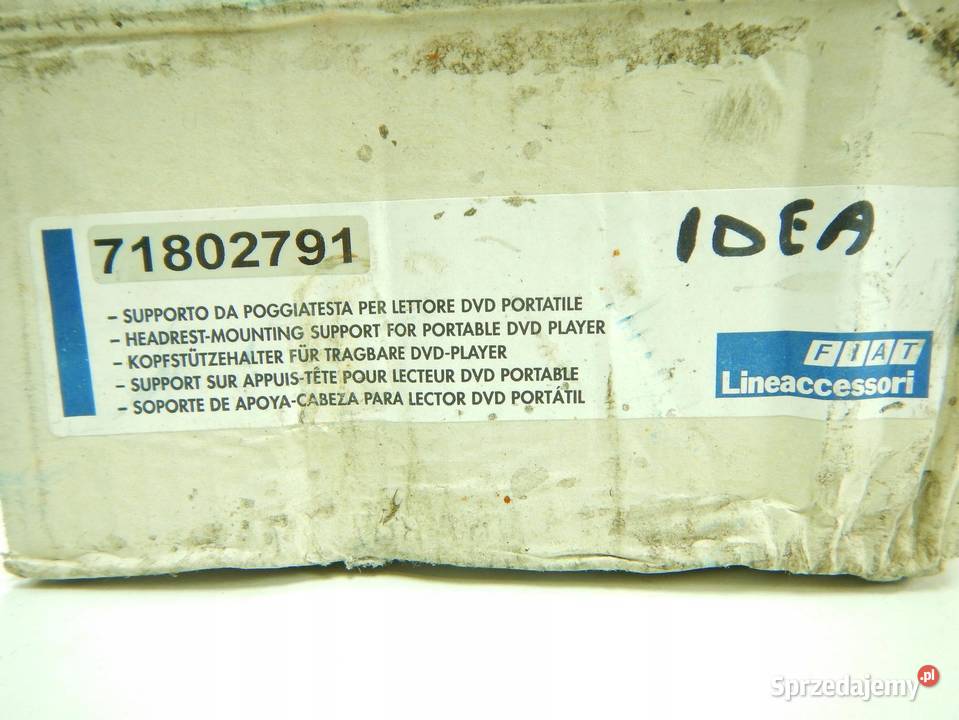 71802791
IDEA
– SUPPORTO DA POGGIATESTA PER LETTORE DVD PORTATILE
– HEADREST-MOUNTING SUPPORT FOR PORTABLE DVD PLAYER
– KOPFSTÜTZEHALTER FÜR TRAGBARE DVD-PLAYER
– SUPPORT SUR APPUIS-TÊTE POUR LECTEUR DVD PORTABLE
– SOPORTE DE APOYA-CABEZA PARA LECTOR DVD PORTÁTIL
FIAT
Lineaccessori
Sprzedajemy.pl